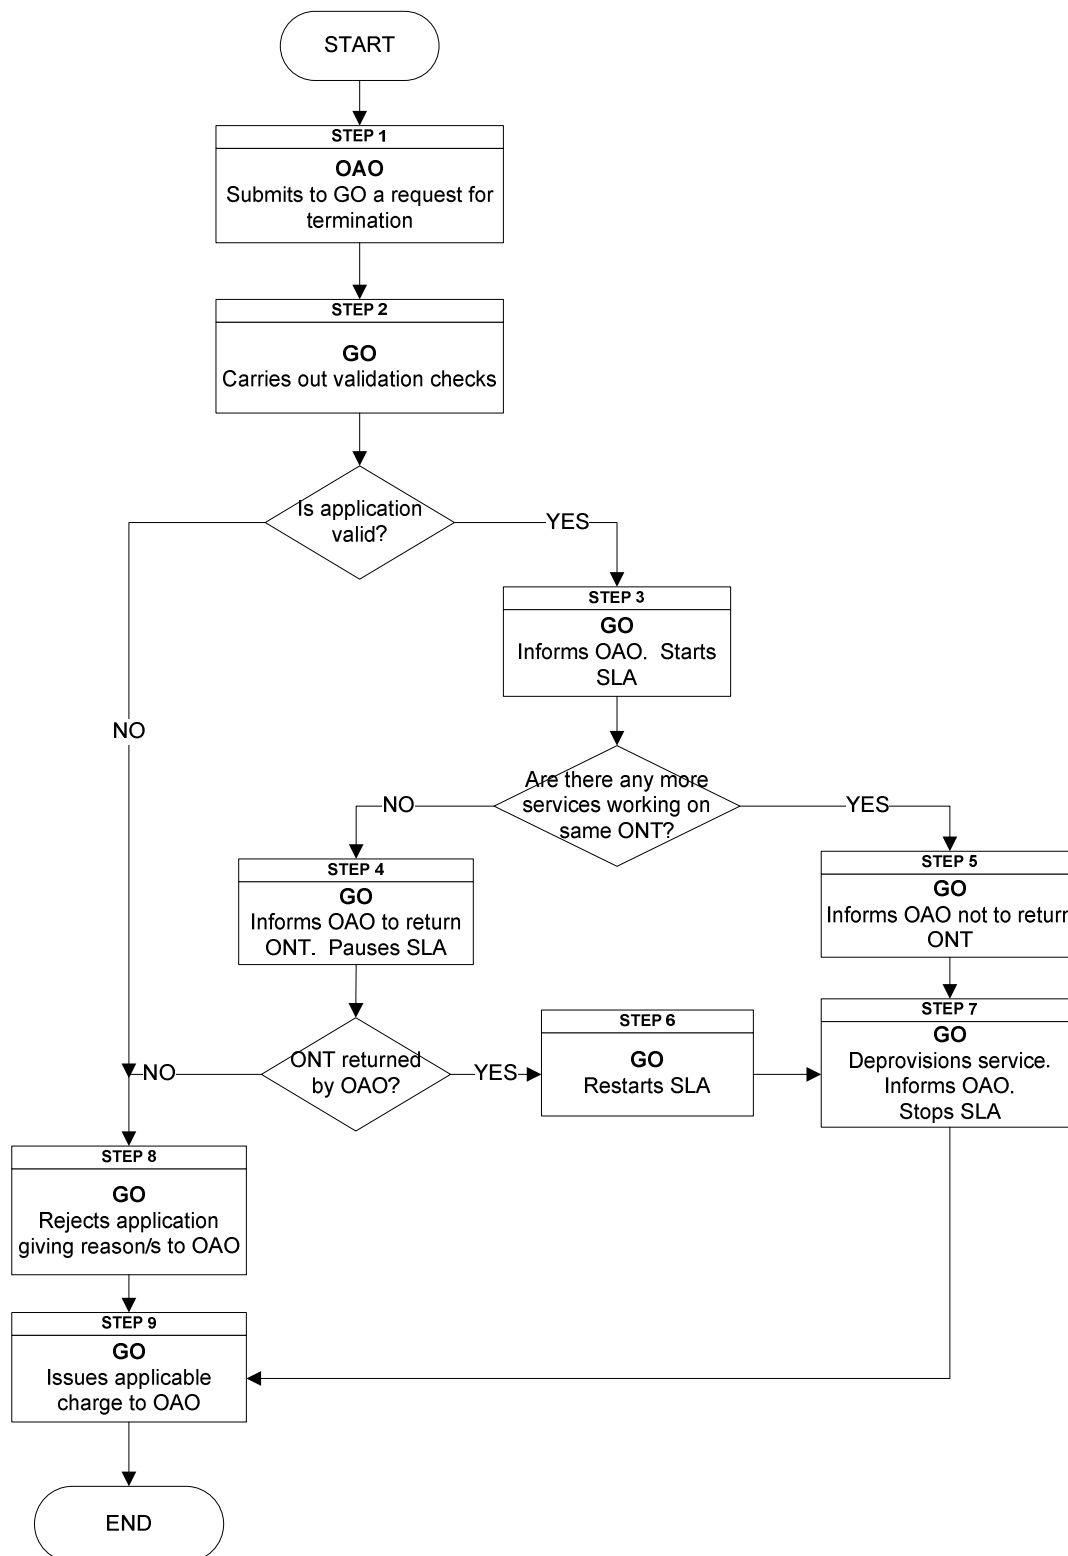 START
STEP 1
OAO
Submits to GO a request for
termination
STEP 2
GO
Carries out validation checks
Is application
valid?
YES
NO
STEP 3
GO
Informs OAO.  Starts
SLA
Are there any more
services working on
same ONT?
NO
YES
STEP 4
GO
Informs OAO to return
ONT.  Pauses SLA
STEP 5
GO
Informs OAO not to return
ONT
ONT returned
by OAO?
NO
YES
STEP 6
GO
Restarts SLA
STEP 7
GO
Deprovisions service.
Informs OAO.
Stops SLA
STEP 8
GO
Rejects application
giving reason/s to OAO
STEP 9
GO
Issues applicable
charge to OAO
END